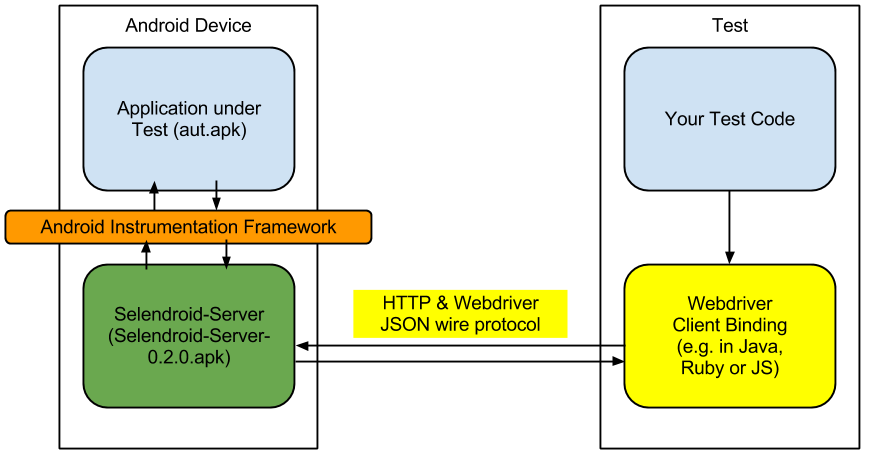 Android Device
Application under
Test (aut.apk)
Android Instrumentation Framework
Selendroid-Server
(Selendroid-Server-
0.2.0.apk)
HTTP & Webdriver
JSON wire protocol
Test
Your Test Code
Webdriver
Client Binding
(e.g. in Java,
Ruby or JS)